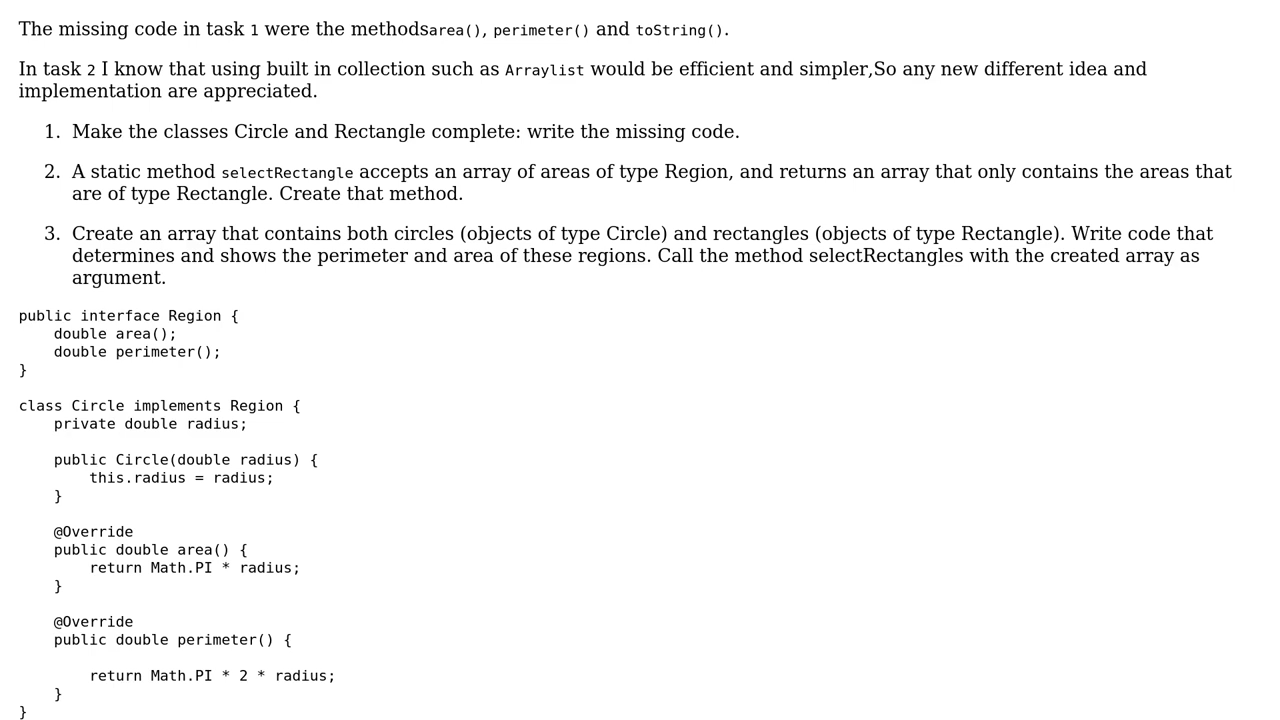 The missing code in task 1 were the methodsarea(), perimeter() and toString().
In task 2 I know that using built in collection such as Arraylist would be efficient and simpler,So any new different idea and
implementation are appreciated.
1. Make the classes Circle and Rectangle complete: write the missing code.
2. A static method selectRectangle accepts an array of areas of type Region, and returns an array that only contains the areas that
are of type Rectangle. Create that method.
3. Create an array that contains both circles (objects of type Circle) and rectangles (objects of type Rectangle). Write code that
determines and shows the perimeter and area of these regions. Call the method selectRectangles with the created array as
argument.
public interface Region {
    double area();
    double perimeter();
}
class Circle implements Region {
    private double radius;
    public Circle(double radius) {
        this.radius = radius;
    }
    @Override
    public double area() {
        return Math.PI * radius;
    }
    @Override
    public double perimeter() {
        return Math.PI * 2 * radius;
    }
}